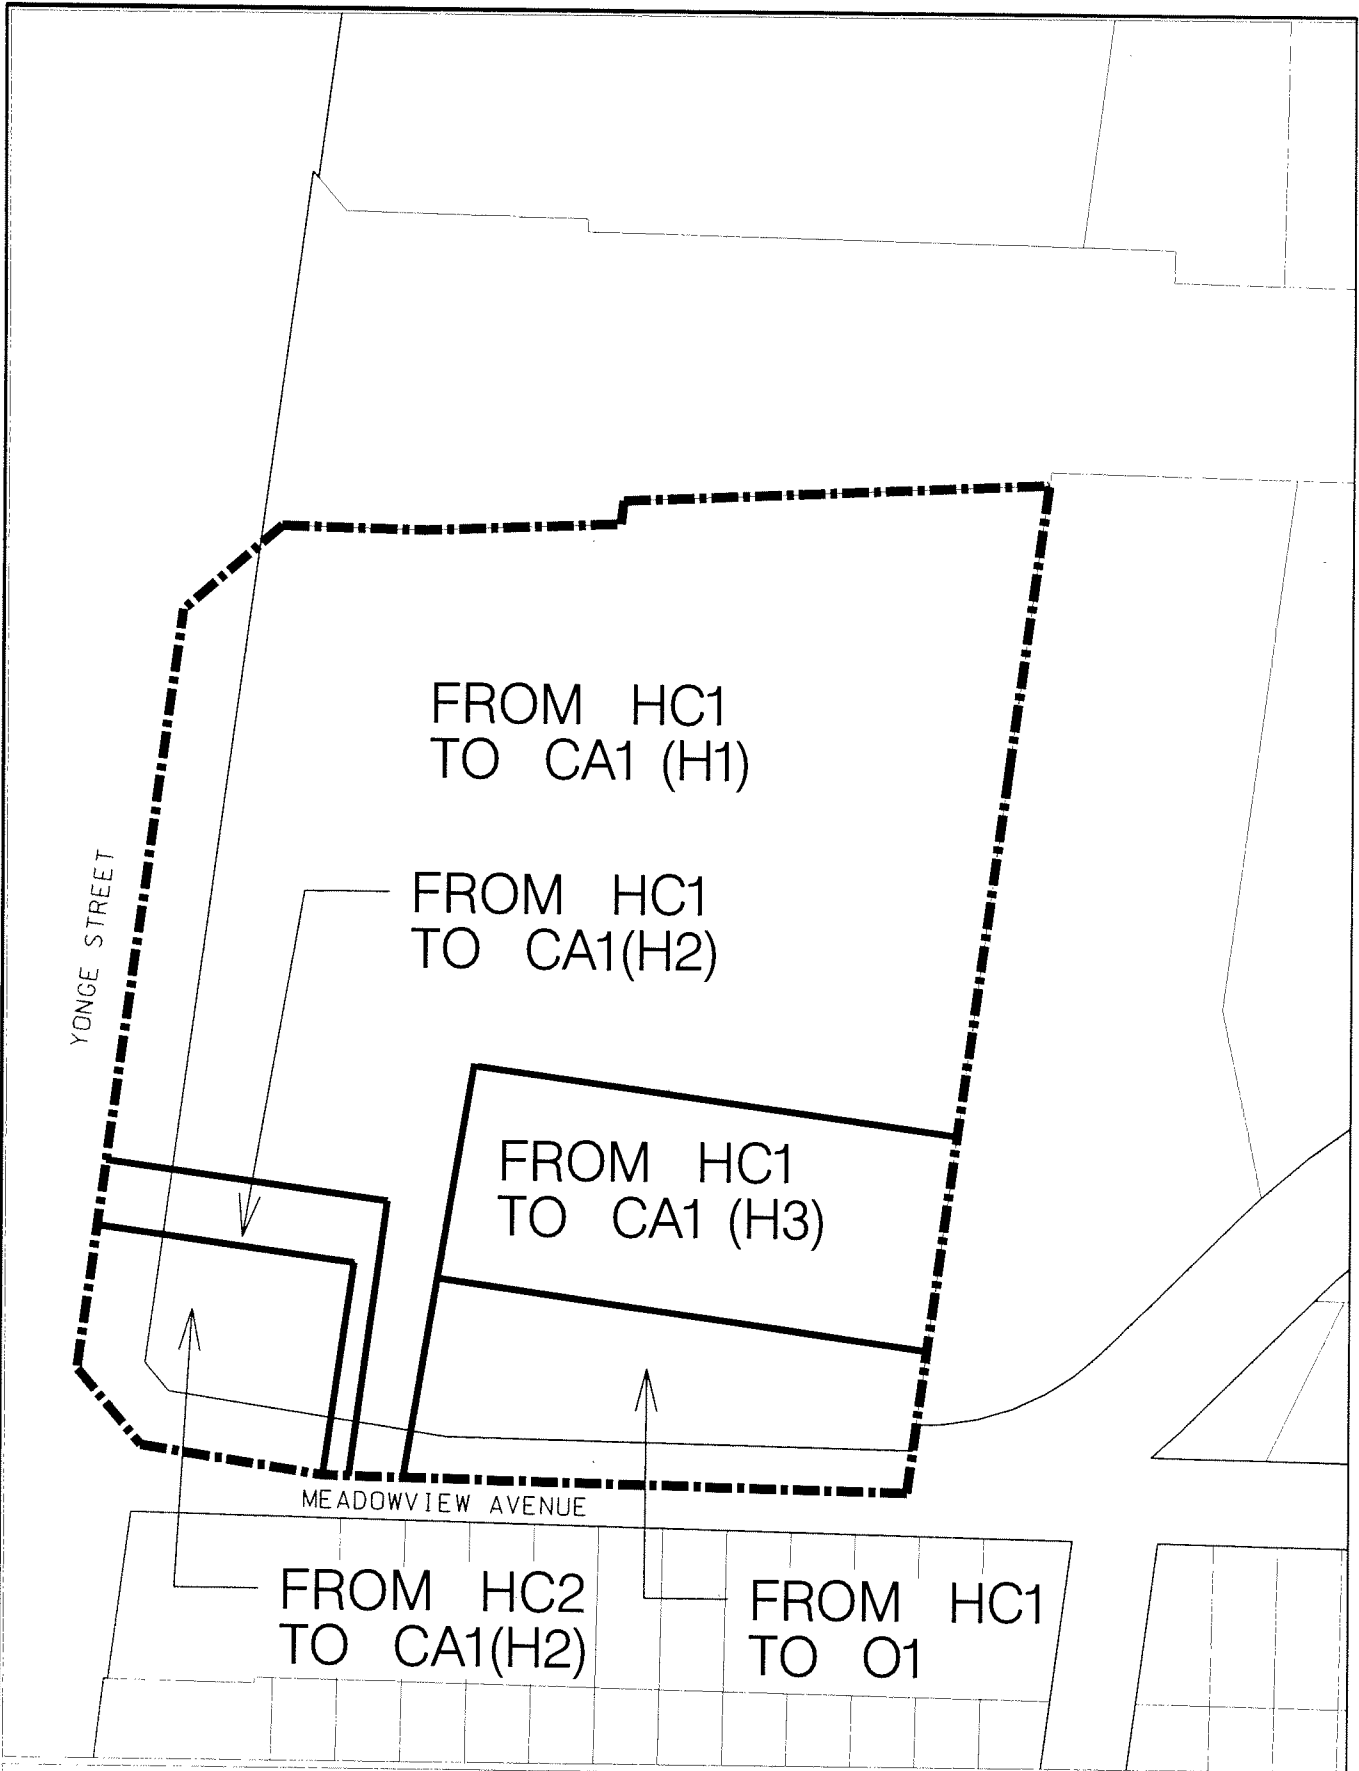 FROM HC1
TO CA1 (H1)
FROM HC1
TO CA1(H2)
YONGE STREET
FROM HC1
TO CA1 (H3)
MEADOWVIEW AVENUE
FROM HC2
TO CA1(H2)
FROM HC1
TO O1